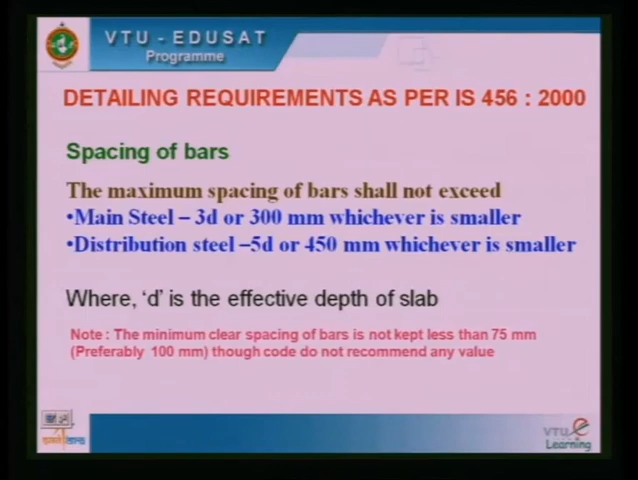 VTU - EDUSAT
Programme
DETAILING REQUIREMENTS AS PER IS 456 : 2000
Spacing of bars
The maximum spacing of bars shall not exceed
•Main Steel – 3d or 300 mm whichever is smaller
•Distribution steel –5d or 450 mm whichever is smaller
Where, ‘d’ is the effective depth of slab
Note : The minimum clear spacing of bars is not kept less than 75 mm
(Preferably 100 mm) though code do not recommend any value
VTU e
Learning